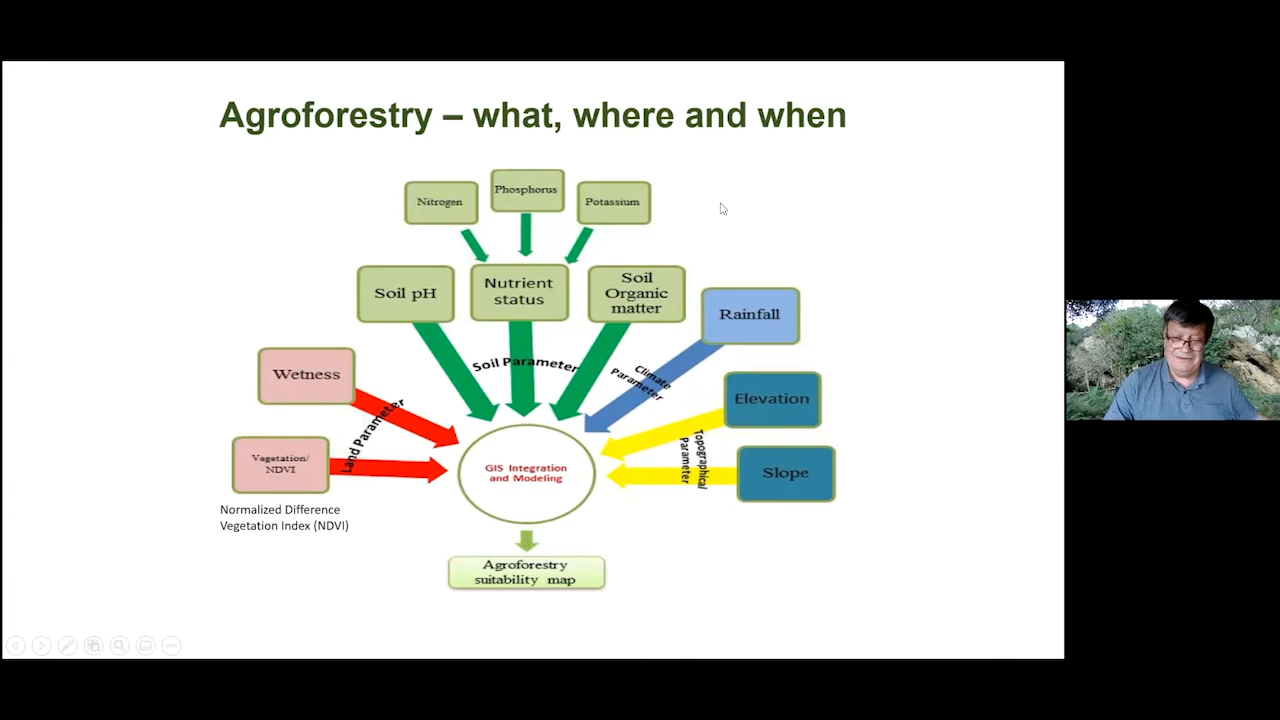 Agroforestry – what, where and when
Nitrogen
Phosphorus
Potassium
Soil pH
Nutrient
status
Soil
Organic
matter
Rainfall
Wetness
Soil Parameter
Climate
Parameter
Elevation
Land Parameter
Topographical
Parameter
Vegetation/
NDVI
GIS Integration
and Modeling
Slope
Normalized Difference
Vegetation Index (NDVI)
Agroforestry
suitability map